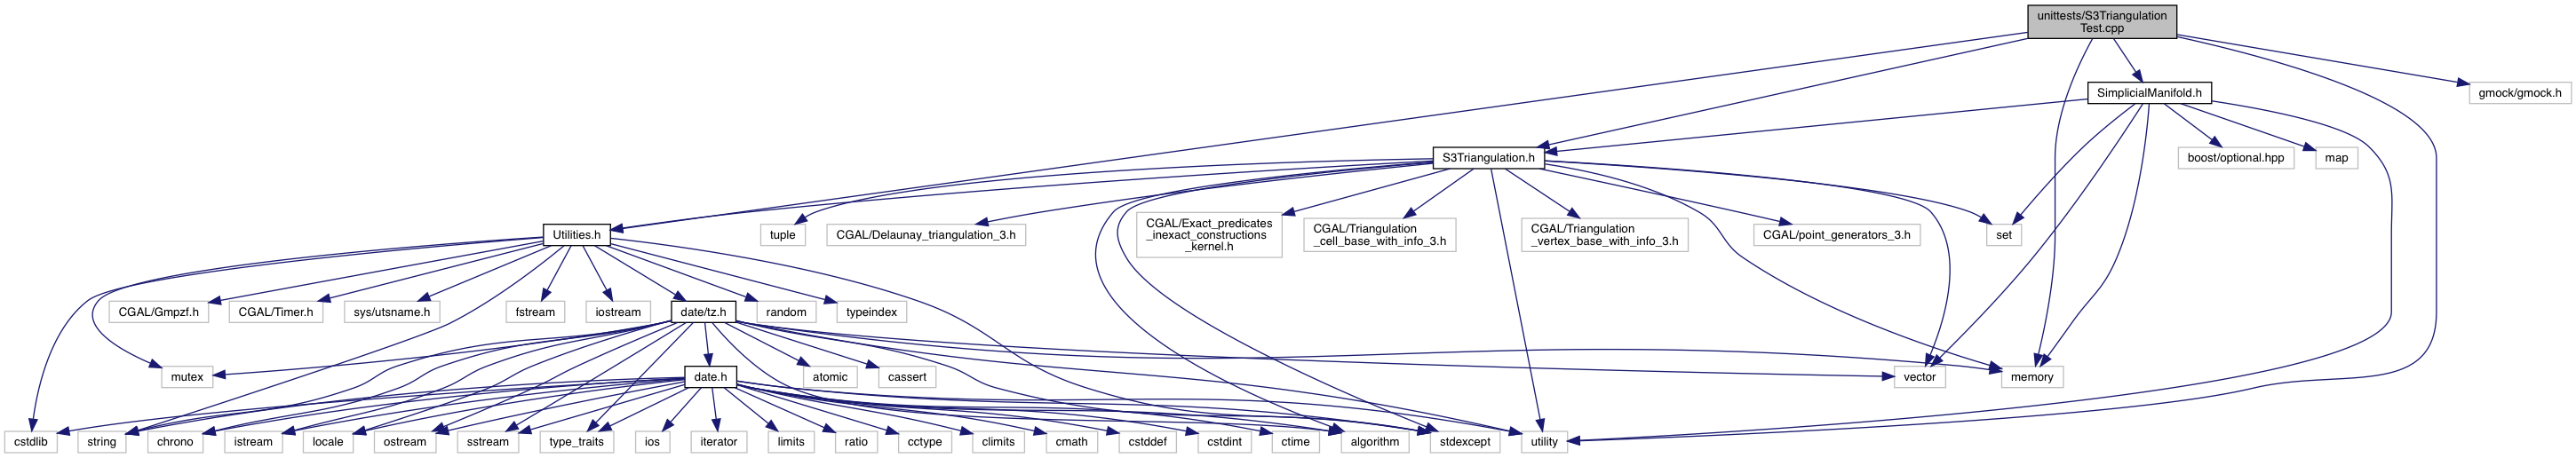 unittests/S3Triangulation
Test.cpp
SimplicialManifold.h
gmock/gmock.h
S3Triangulation.h
boost/optional.hpp
map
Utilities.h
tuple
CGAL/Delaunay_triangulation_3.h
CGAL/Exact_predicates
_inexact_constructions
_kernel.h
CGAL/Triangulation
_cell_base_with_info_3.h
CGAL/Triangulation
_vertex_base_with_info_3.h
CGAL/point_generators_3.h
set
CGAL/Gmpzf.h
CGAL/Timer.h
sys/utsname.h
fstream
iostream
date/tz.h
random
typeindex
mutex
date.h
atomic
cassert
vector
memory
cstdlib
string
chrono
istream
locale
ostream
sstream
type_traits
ios
iterator
limits
ratio
cctype
climits
cmath
cstddef
cstdint
ctime
algorithm
stdexcept
utility